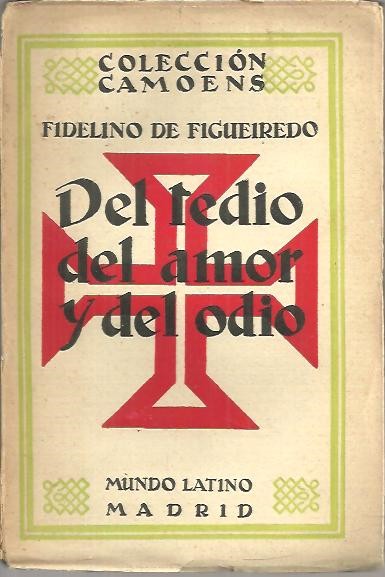 COLECCIÓN
CAMOENS
FIDELINO DE FIGUEIREDO
Del tedio
del amor
y del odio
MUNDO LATINO
MADRID